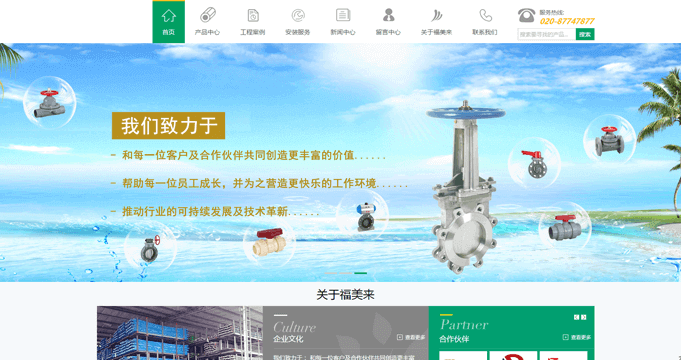 首页
产品中心
工程案例
安装服务
新闻中心
留言中心
关于福美来
联系我们
服务热线:
020-87747877
搜索要寻找的产品...
搜索
我们致力于
- 和每一位客户及合作伙伴共同创造更丰富的价值......
- 帮助每一位员工成长，并为之营造更快乐的工作环境......
- 推动行业的可持续发展及技术革新......
关于福美来
Culture
企业文化
查看更多
我们致力于： 和每一位客户及合作伙伴共同创造更丰富
Partner
合作伙伴
查看更多